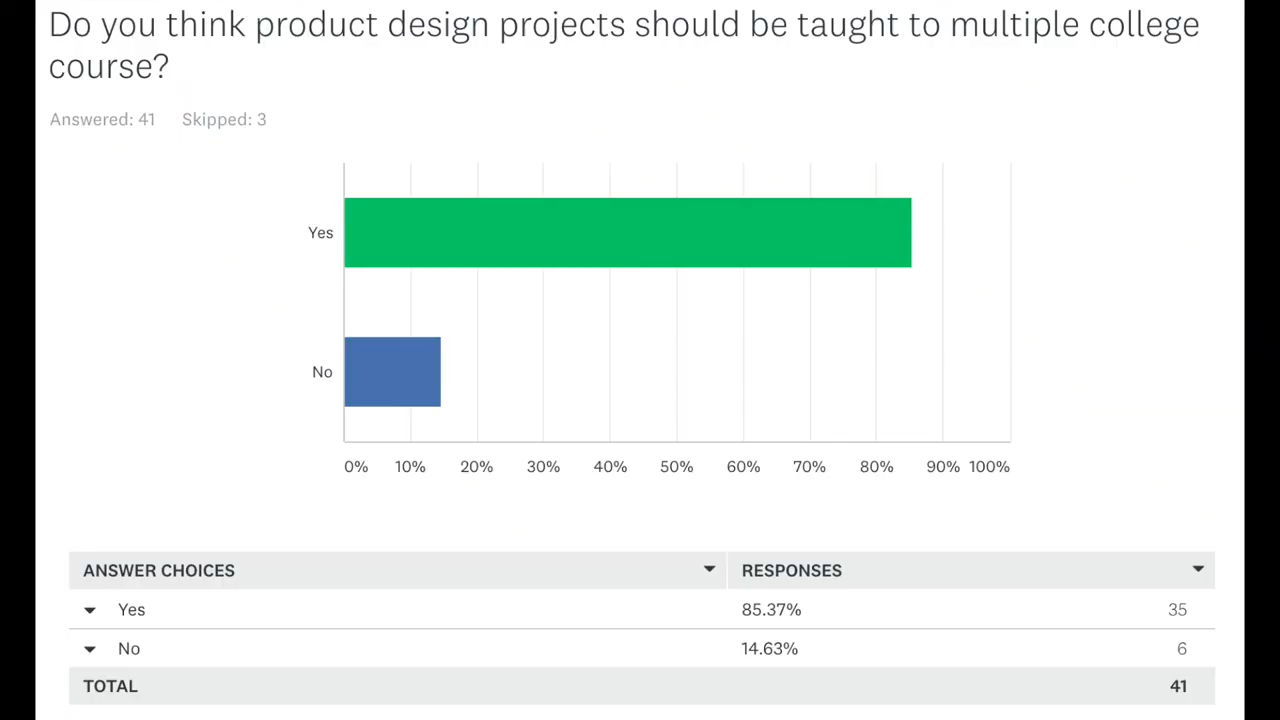 Do you think product design projects should be taught to multiple college
course?
Answered: 41 Skipped: 3
Yes
No
0% 10% 20% 30% 40% 50% 60% 70% 80% 90% 100%
ANSWER CHOICES RESPONSES
Yes 85.37% 35
No 14.63% 6
TOTAL 41